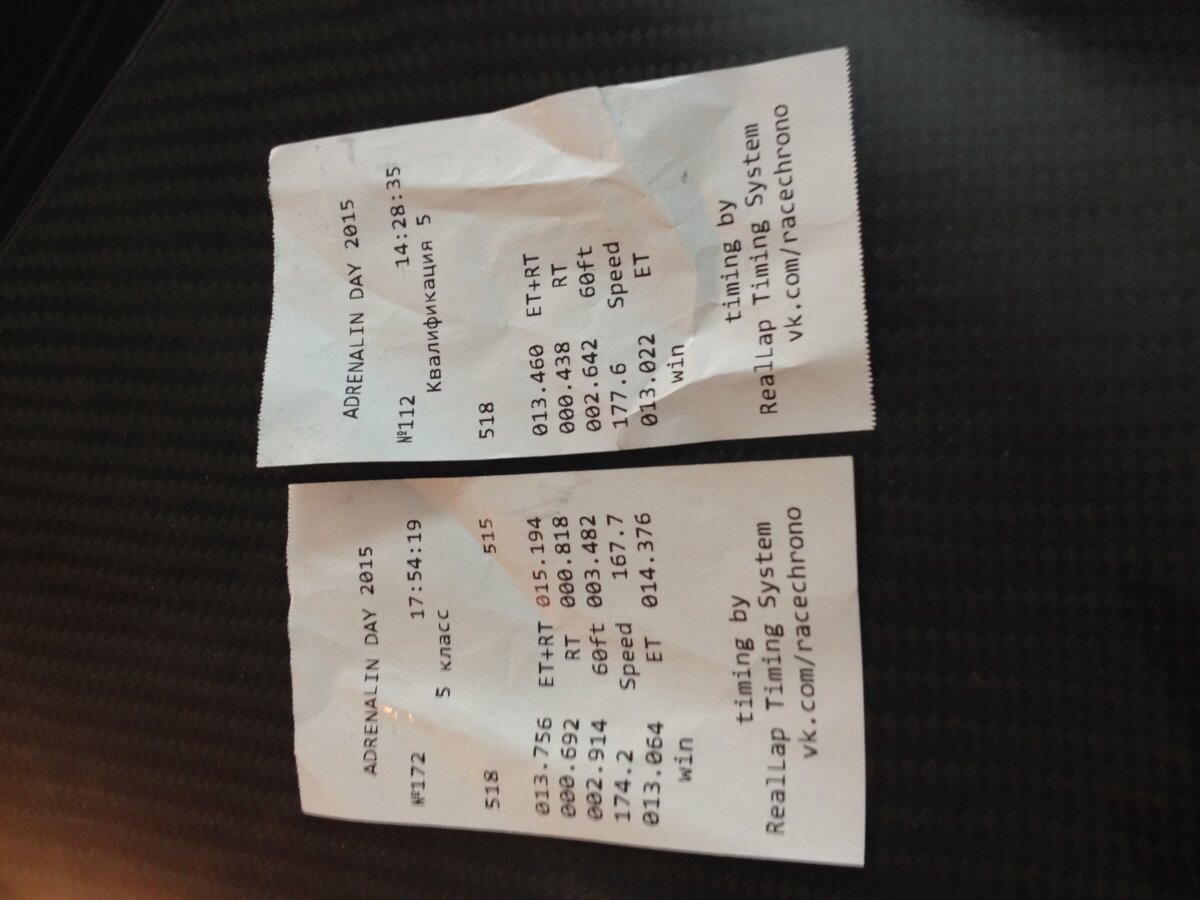 ADRENALIN DAY 2015
№172 17:54:19
5 класс
518 515
013.756 ET+RT 015.194
000.692 RT 000.818
002.914 60ft 003.482
174.2 Speed 167.7
013.064 ET 014.376
win
timing by
RealLap Timing System
vk.com/racechrono
ADRENALIN DAY 2015
№112 14:28:35
Квалификация 5
518
013.460 ET+RT
000.438 RT
002.642 60ft
177.6 Speed
013.022 ET
win
timing by
RealLap Timing System
vk.com/racechrono